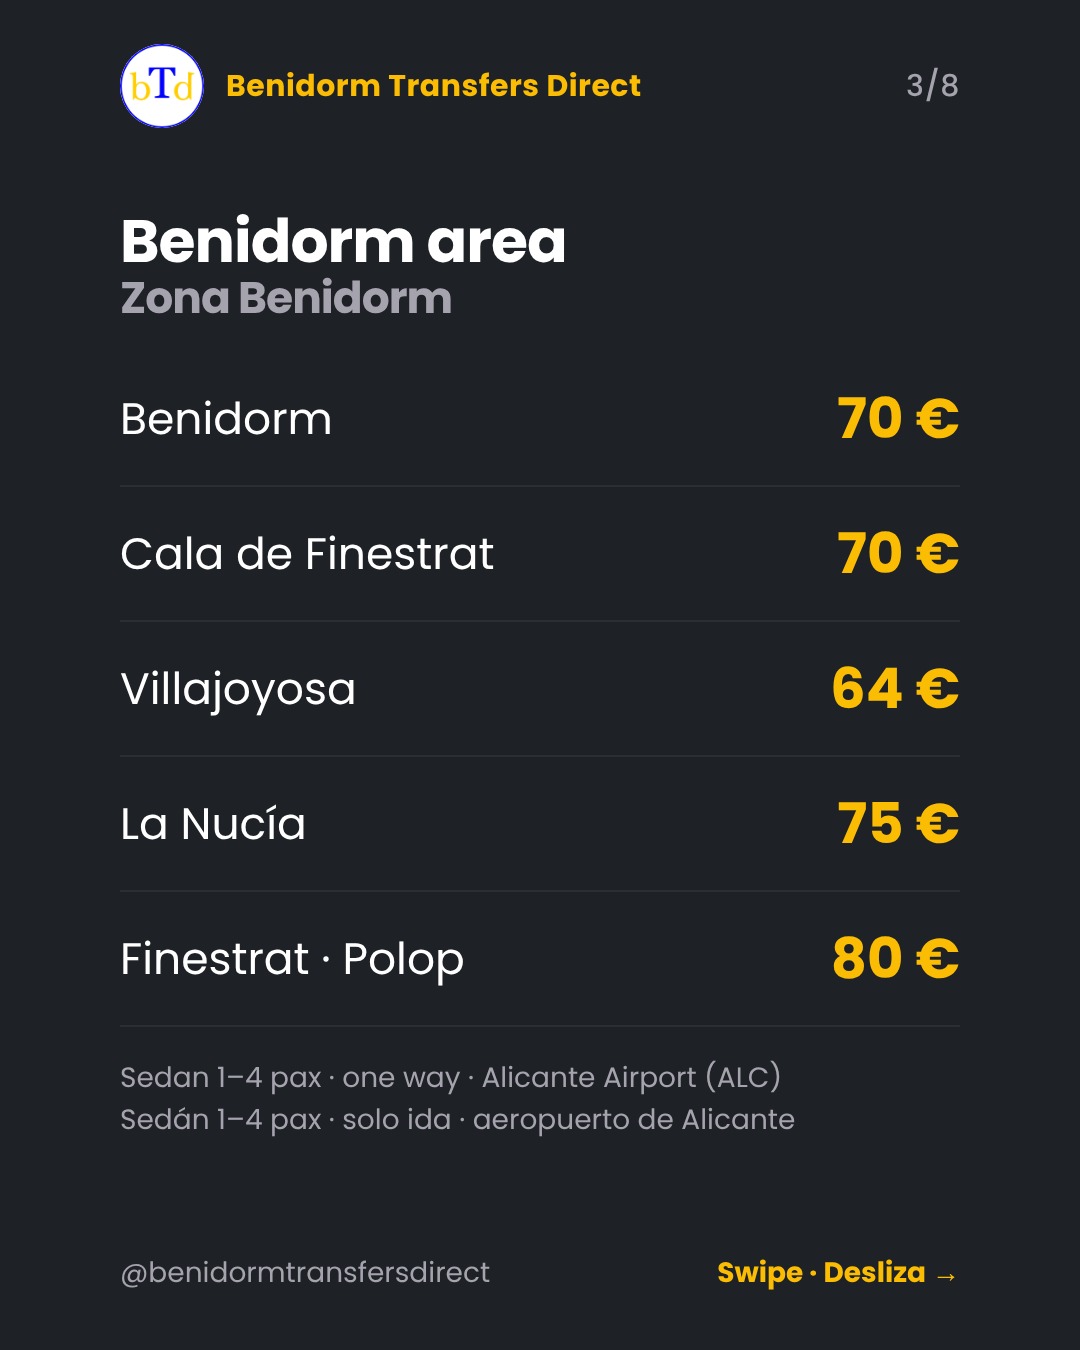 bTd
Benidorm Transfers Direct
3/8
Benidorm area
Zona Benidorm
Benidorm 70 €
Cala de Finestrat 70 €
Villajoyosa 64 €
La Nucía 75 €
Finestrat · Polop 80 €
Sedan 1–4 pax · one way · Alicante Airport (ALC)
Sedán 1–4 pax · solo ida · aeropuerto de Alicante
@benidormtransfersdirect
Swipe · Desliza →